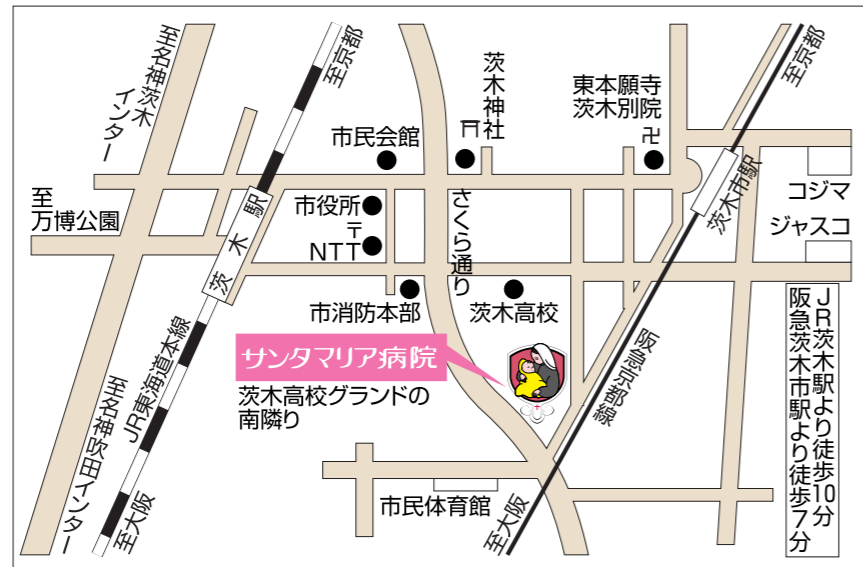 至名神茨木
インター
至京都
茨木神社
東本願寺
茨木別院
卍
至京都
市民会館
茨木市駅
コジマ
至
万博公園
市役所
〒
NTT
さくら通り
ジャスコ
茨木駅
市消防本部
茨木高校
サンタマリア病院
茨木高校グランドの
南隣り
JR東海道本線
阪急京都線
JR茨木駅より徒歩10分
阪急茨木市駅より徒歩7分
至名神吹田インター
至大阪
市民体育館
至大阪